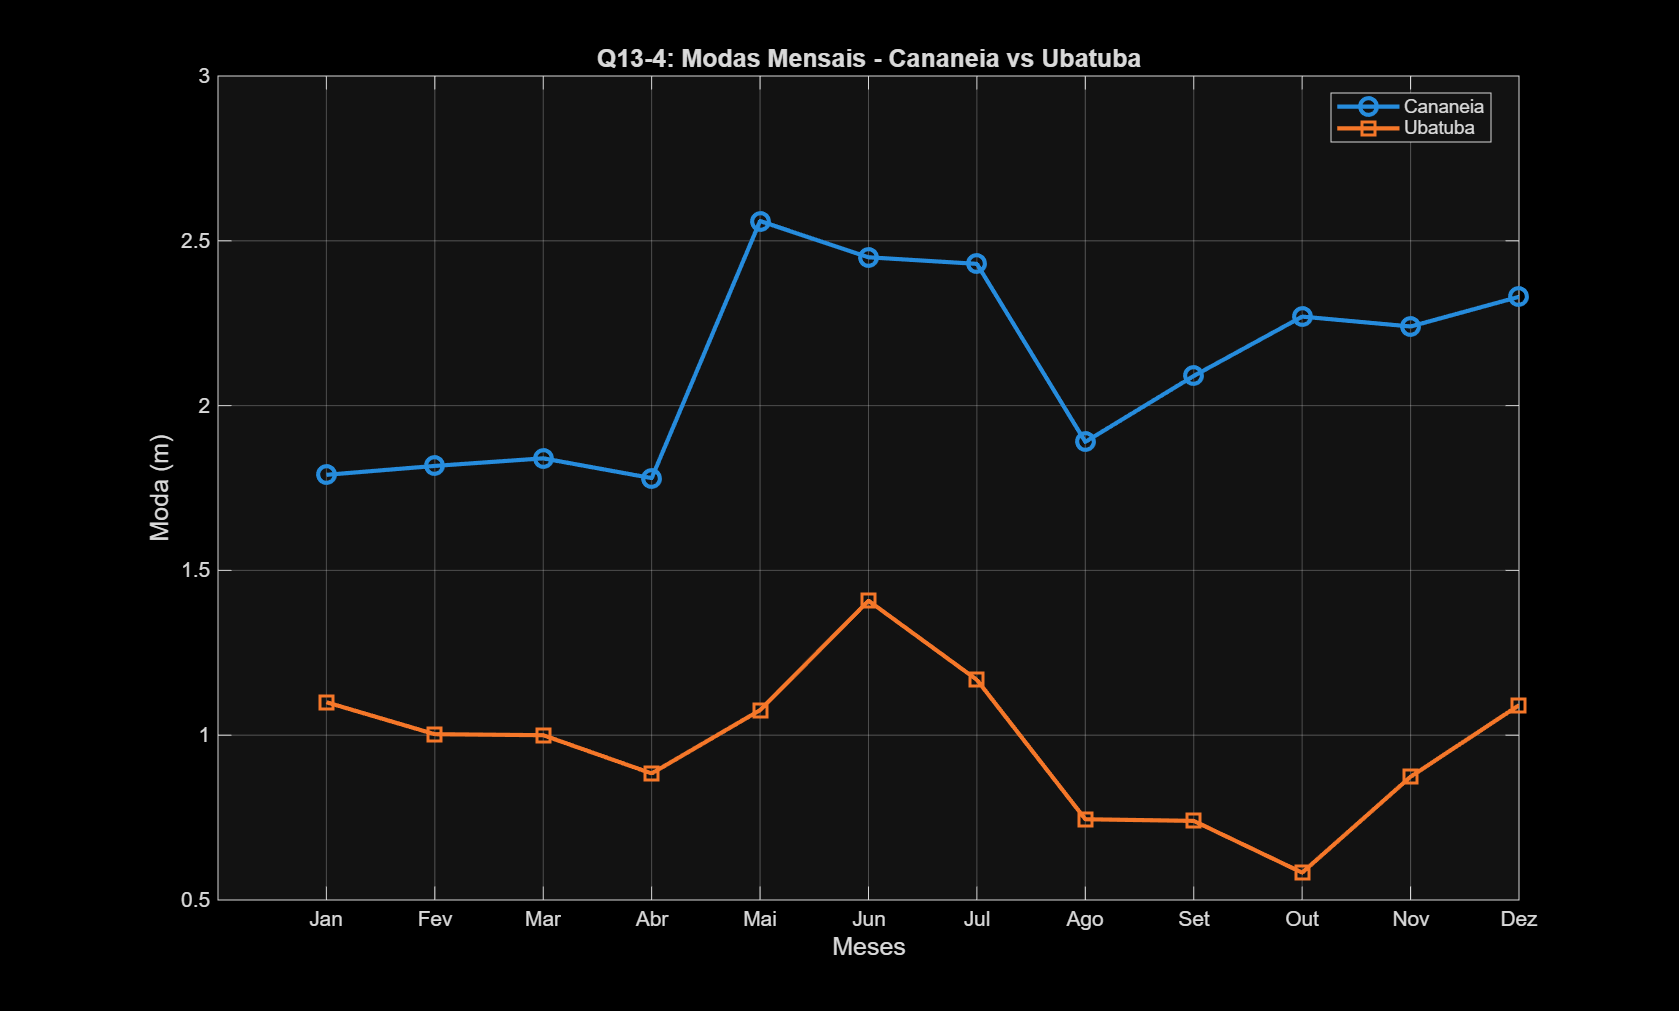 Q13-4: Modas Mensais - Cananeia vs Ubatuba
Cananeia
Ubatuba
3
2.5
2
1.5
1
0.5
Moda (m)
Jan Fev Mar Abr Mai Jun Jul Ago Set Out Nov Dez
Meses